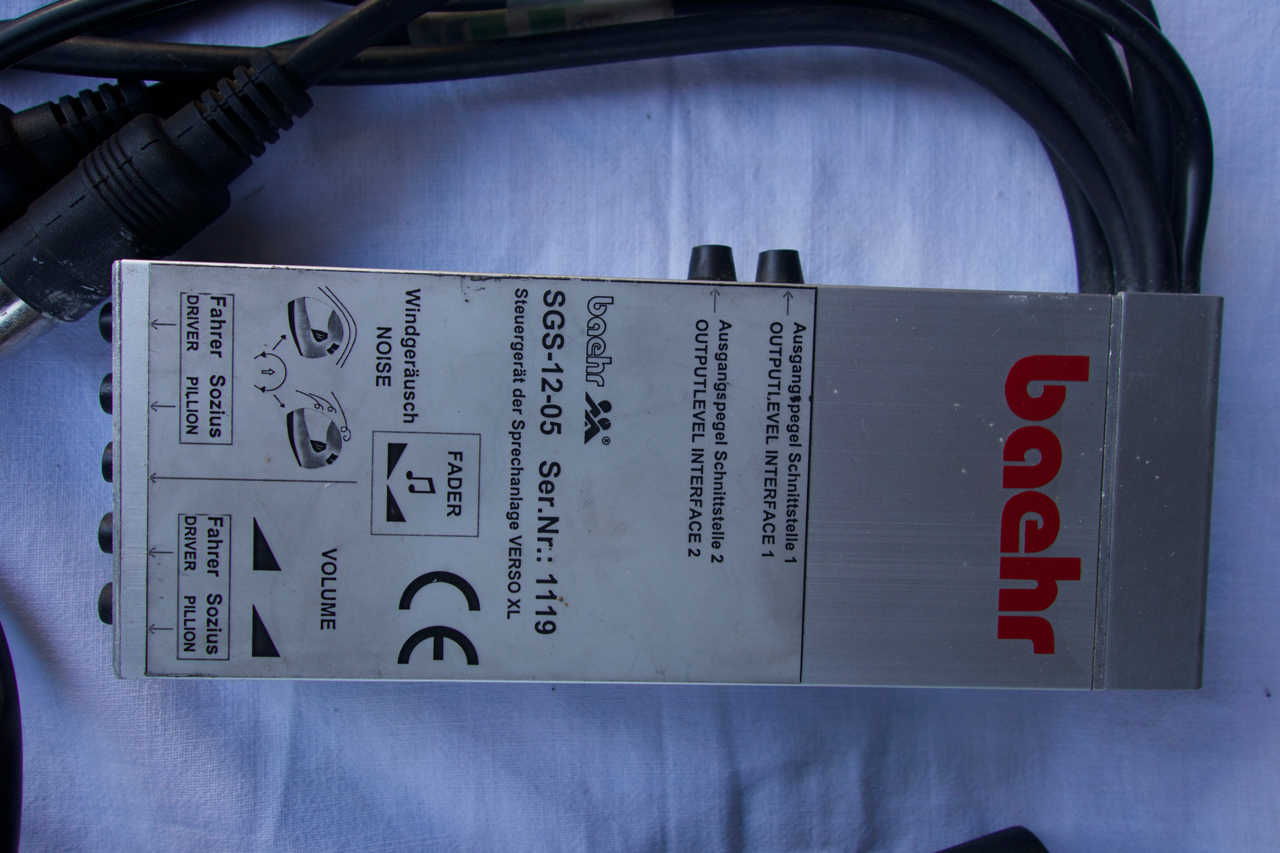 baehr
Ausgangspegel Schnittstelle 1
OUTPUTLEVEL INTERFACE 1
Ausgangspegel Schnittstelle 2
OUTPUTLEVEL INTERFACE 2
baehr ®
SGS-12-05 Ser.Nr.: 1119
Steuergerät der Sprechanlage VERSO XL
FADER
CE
Windgeräusch
NOISE
VOLUME
Fahrer Sozius
DRIVER PILLION
Fahrer Sozius
DRIVER PILLION